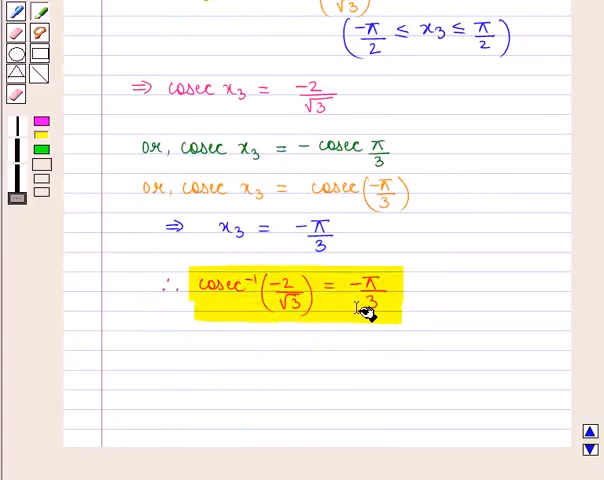 (√3)
(-π/2 ≤ x₃ ≤ π/2)
⇒ cosec x₃ = -2/√3
or, cosec x₃ = - cosec π/3
or, cosec x₃ = cosec(-π/3)
⇒ x₃ = -π/3
∴ cosec⁻¹(-2/√3) = -π/3